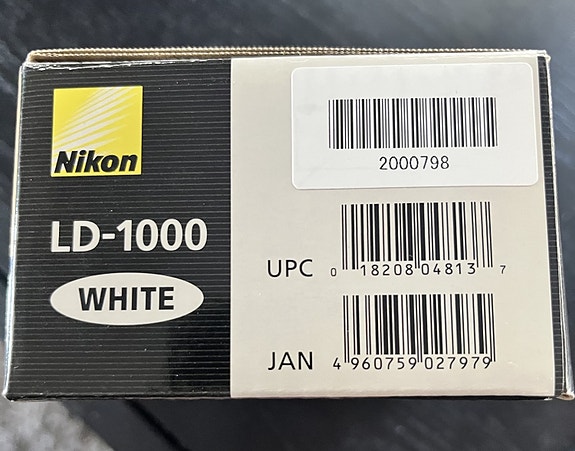 Nikon
LD-1000
WHITE
2000798
UPC 0 18208 04813 7
JAN 4 960759 027979